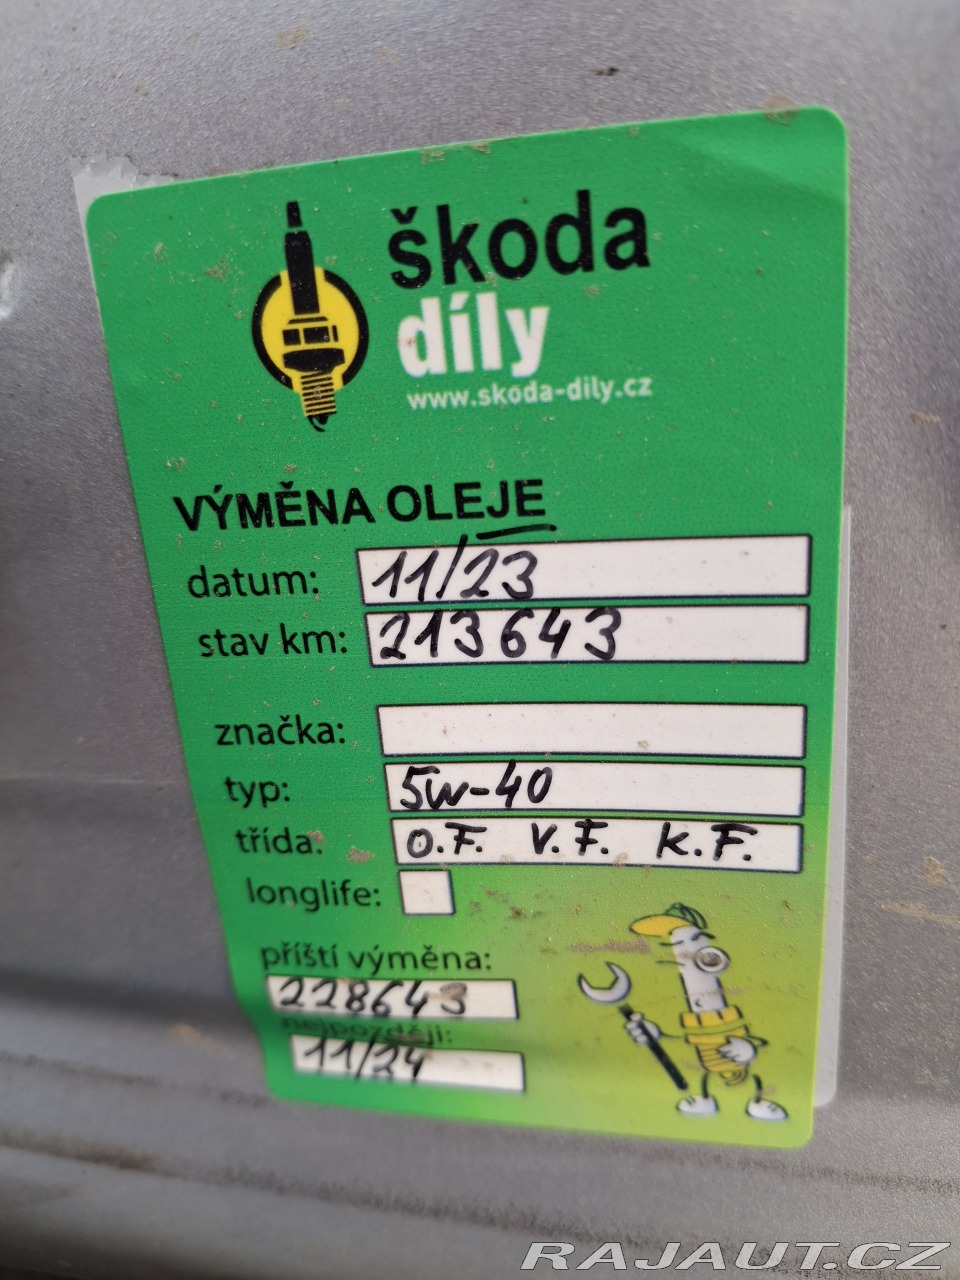 škoda
díly
www.skoda-dily.cz
VÝMĚNA OLEJE
datum: 11/23
stav km: 213643
značka:
typ: 5W-40
třída: O.F. V.F. K.F.
longlife:
příští výměna:
228643
nejpozději:
11/24
RAJAUT.CZ